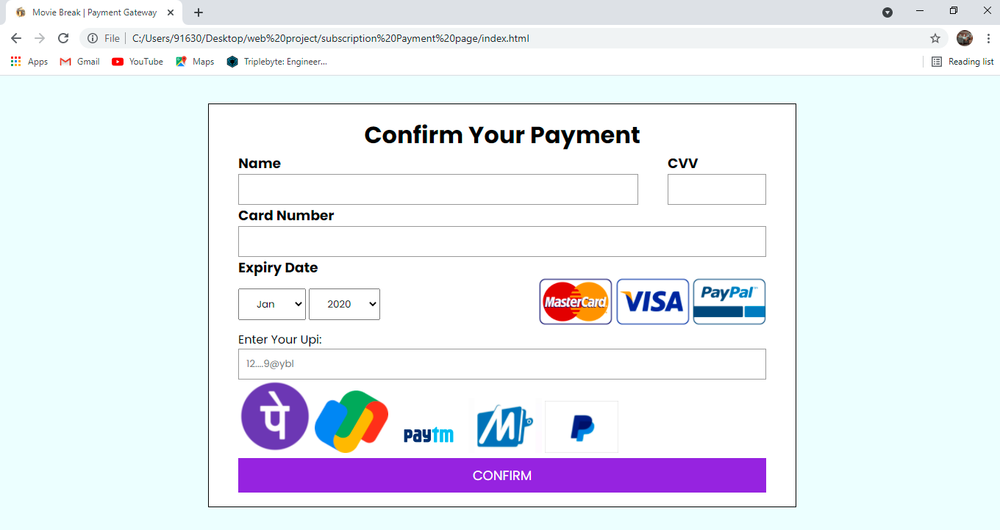 Movie Break | Payment Gateway
File C:/Users/91630/Desktop/web%20project/subscription%20Payment%20page/index.html
Apps Gmail YouTube Maps Triplebyte: Engineer... Reading list
Confirm Your Payment
Name CVV
Card Number
Expiry Date
Jan 2020 MasterCard VISA PayPal
Enter Your Upi:
12....9@ybl
पे paytm M P
CONFIRM